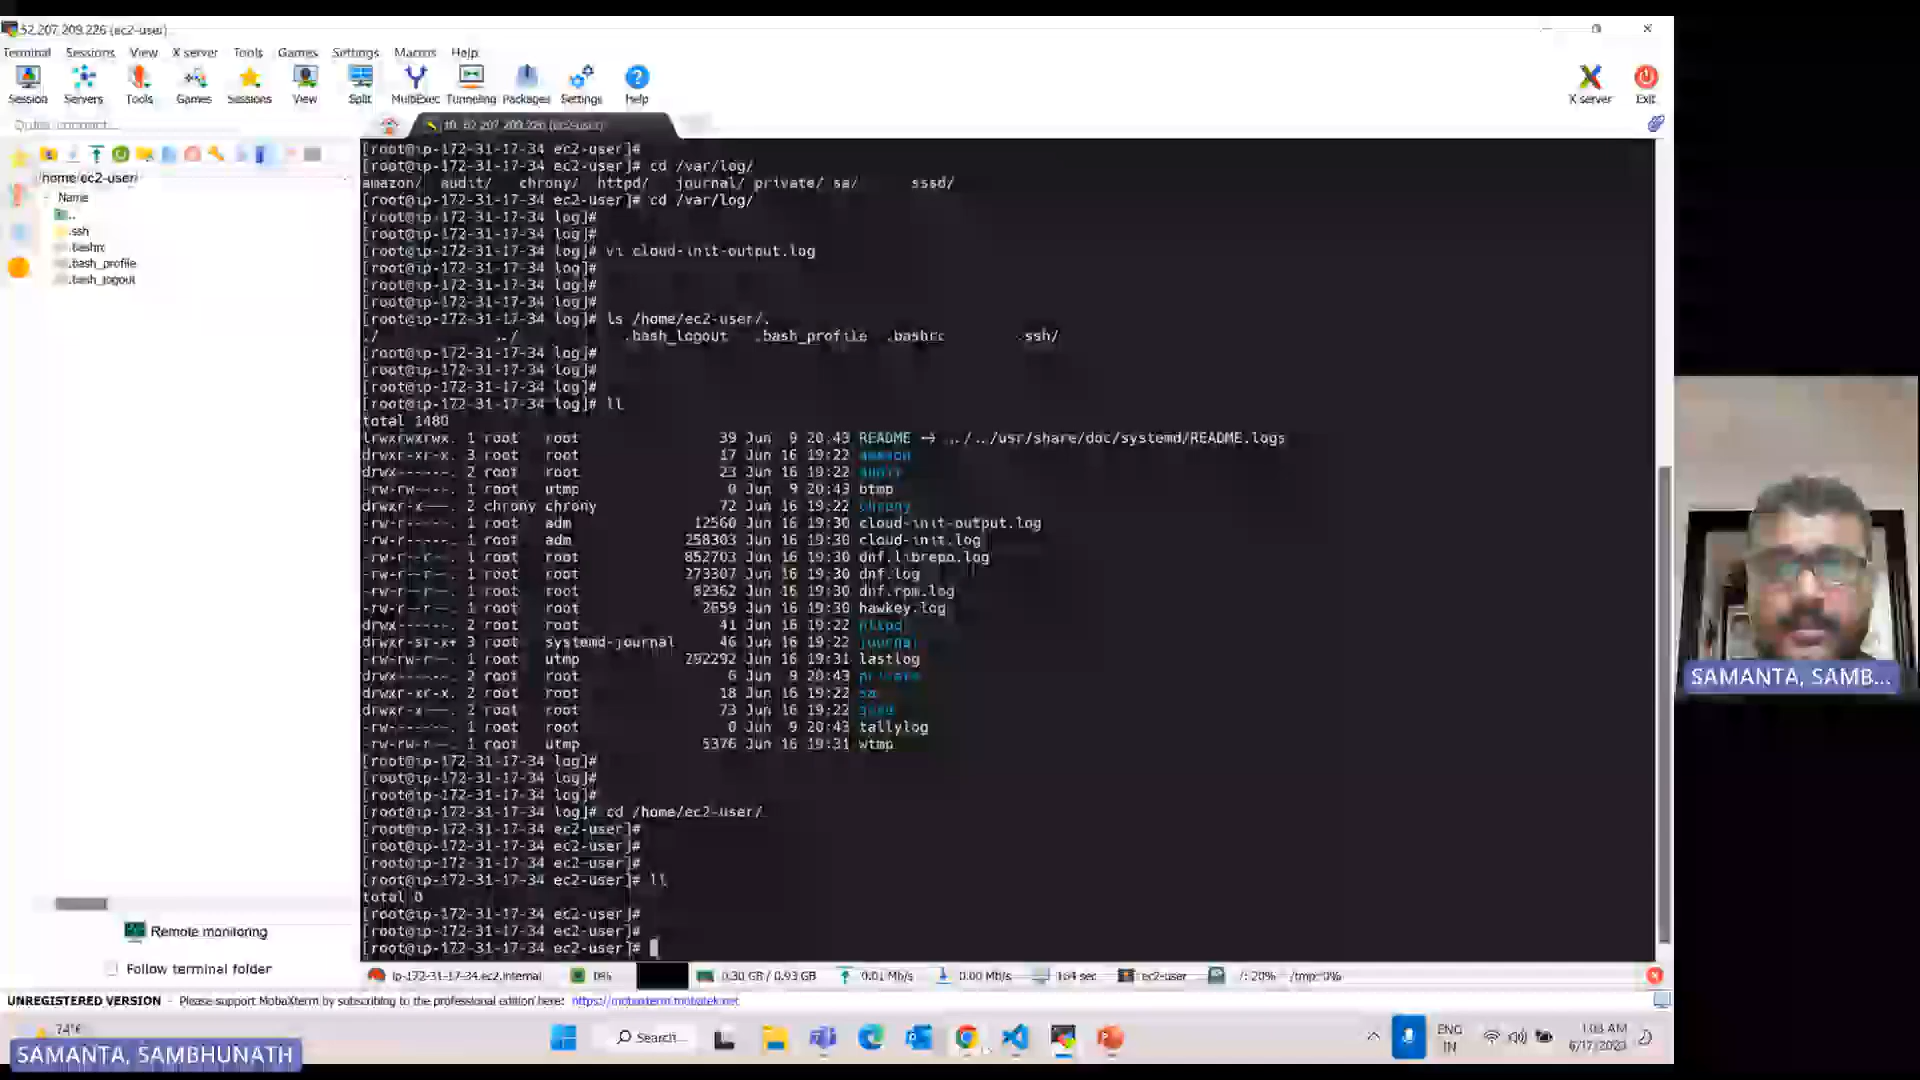 52.207.209.226 (ec2-user)
Terminal Sessions View X server Tools Games Settings Macros Help
Session Servers Tools Games Sessions View Split MultiExec Tunneling Packages Settings Help X server Exit
Quick connect...
10. 52.207.209.226 (ec2-user)
/home/ec2-user/
Name
..
.ssh
.bashrc
.bash_profile
.bash_logout
[root@ip-172-31-17-34 ec2-user]#
[root@ip-172-31-17-34 ec2-user]# cd /var/log/
amazon/ audit/ chrony/ httpd/ journal/ private/ sa/ sssd/
[root@ip-172-31-17-34 ec2-user]# cd /var/log/
[root@ip-172-31-17-34 log]#
[root@ip-172-31-17-34 log]#
[root@ip-172-31-17-34 log]# vi cloud-init-output.log
[root@ip-172-31-17-34 log]#
[root@ip-172-31-17-34 log]#
[root@ip-172-31-17-34 log]#
[root@ip-172-31-17-34 log]# ls /home/ec2-user/.
./ ../ .bash_logout .bash_profile .bashrc .ssh/
[root@ip-172-31-17-34 log]#
[root@ip-172-31-17-34 log]#
[root@ip-172-31-17-34 log]#
[root@ip-172-31-17-34 log]# ll
total 1480
lrwxrwxrwx. 1 root root 39 Jun 9 20:43 README -> ../../usr/share/doc/systemd/README.logs
drwxr-xr-x. 3 root root 17 Jun 16 19:22 amazon
drwx------. 2 root root 23 Jun 16 19:22 audit
-rw-rw----. 1 root utmp 0 Jun 9 20:43 btmp
drwxr-x---. 2 chrony chrony 72 Jun 16 19:22 chrony
-rw-r-----. 1 root adm 12560 Jun 16 19:30 cloud-init-output.log
-rw-r-----. 1 root adm 258303 Jun 16 19:30 cloud-init.log
-rw-r--r--. 1 root root 852703 Jun 16 19:30 dnf.librepo.log
-rw-r--r--. 1 root root 273307 Jun 16 19:30 dnf.log
-rw-r--r--. 1 root root 82362 Jun 16 19:30 dnf.rpm.log
-rw-r--r--. 1 root root 2659 Jun 16 19:30 hawkey.log
drwx------. 2 root root 41 Jun 16 19:22 httpd
drwxr-sr-x+ 3 root systemd-journal 46 Jun 16 19:22 journal
-rw-rw-r--. 1 root utmp 292292 Jun 16 19:31 lastlog
drwx------. 2 root root 6 Jun 9 20:43 private
drwxr-xr-x. 2 root root 18 Jun 16 19:22 sa
drwxr-x---. 2 root root 73 Jun 16 19:22 sssd
-rw-------. 1 root root 0 Jun 9 20:43 tallylog
-rw-rw-r--. 1 root utmp 5376 Jun 16 19:31 wtmp
[root@ip-172-31-17-34 log]#
[root@ip-172-31-17-34 log]#
[root@ip-172-31-17-34 log]#
[root@ip-172-31-17-34 log]# cd /home/ec2-user/
[root@ip-172-31-17-34 ec2-user]#
[root@ip-172-31-17-34 ec2-user]#
[root@ip-172-31-17-34 ec2-user]#
[root@ip-172-31-17-34 ec2-user]# ll
total 0
[root@ip-172-31-17-34 ec2-user]#
[root@ip-172-31-17-34 ec2-user]#
[root@ip-172-31-17-34 ec2-user]#
Remote monitoring
Follow terminal folder
ip-172-31-17-34.ec2.internal 0% 0.30 GB / 0.93 GB 0.01 Mb/s 0.00 Mb/s 164 sec ec2-user /: 20% /tmp: 0%
UNREGISTERED VERSION - Please support MobaXterm by subscribing to the professional edition here: https://mobaxterm.mobatek.net
74°F
Search
ENG
IN
1:03 AM
6/17/2023
SAMANTA, SAMBHUNATH
SAMANTA, SAMB...